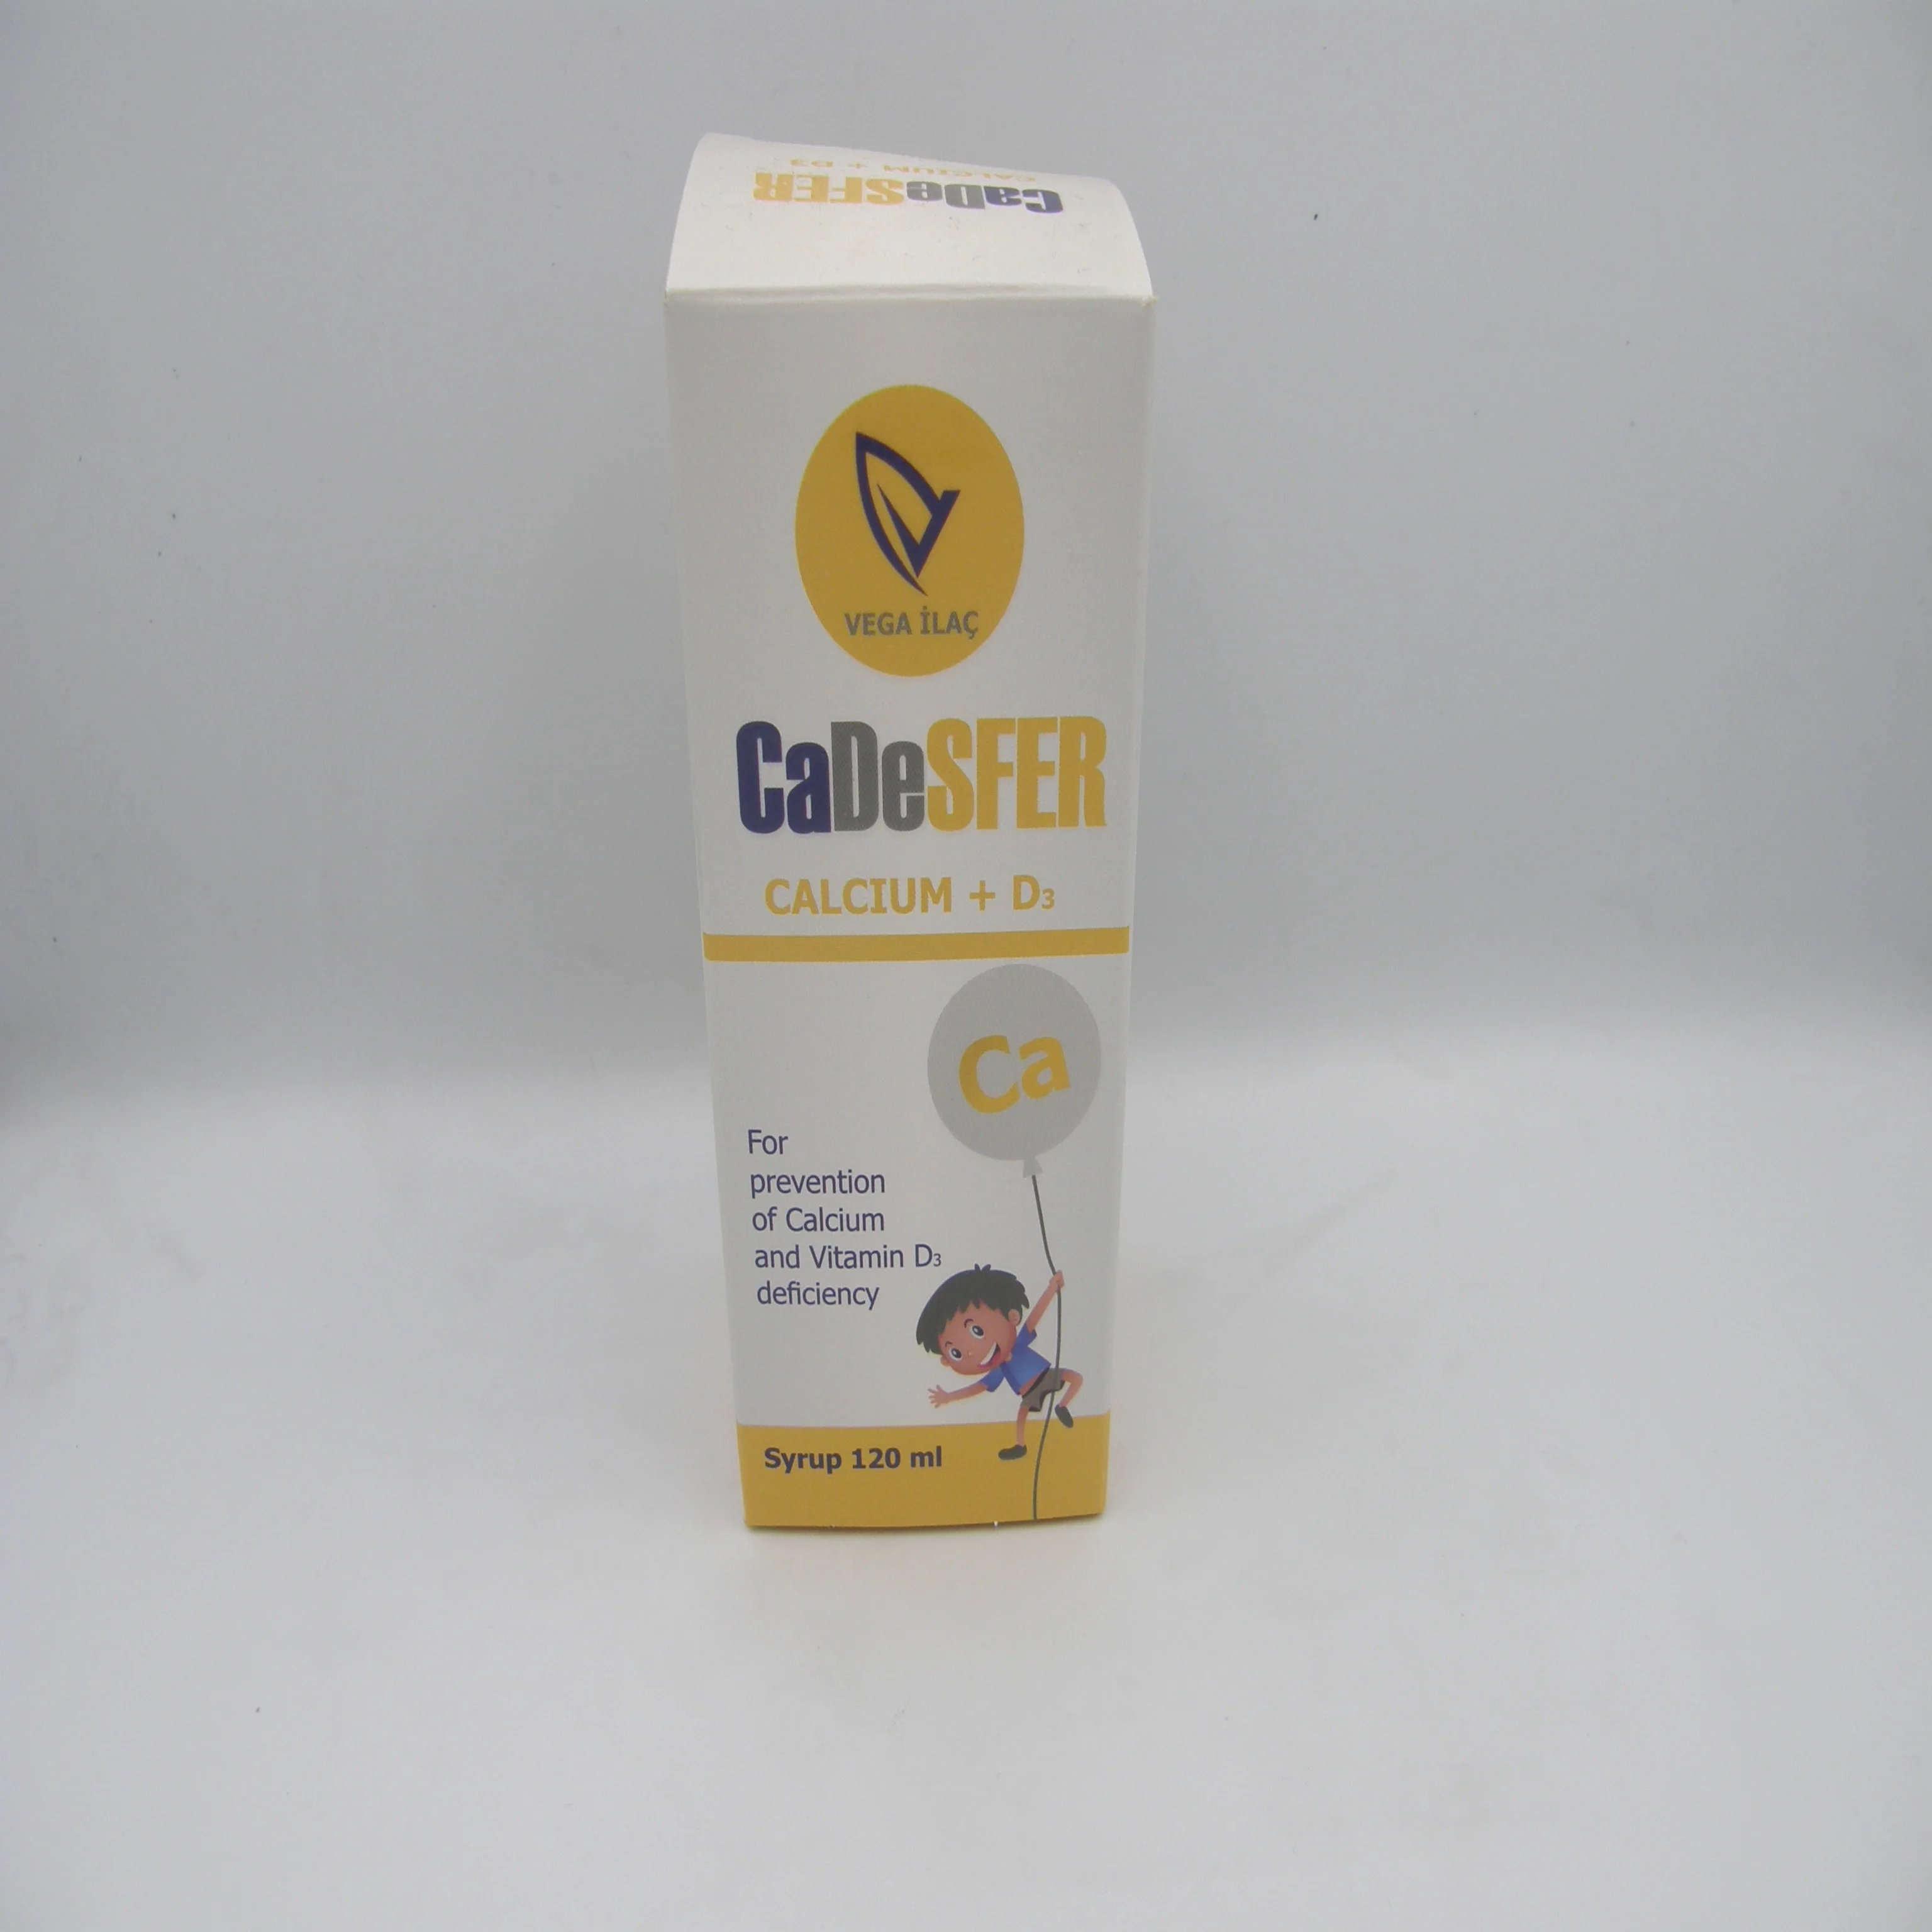 CALCIUM + D3
CaDeSFER
VEGA İLAÇ
CaDeSFER
CALCIUM + D3
Ca
For
prevention
of Calcium
and Vitamin D3
deficiency
Syrup 120 ml